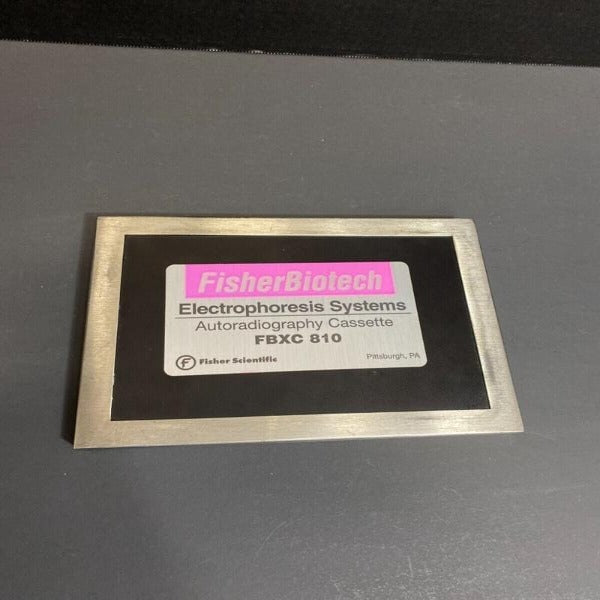 FisherBiotech
Electrophoresis Systems
Autoradiography Cassette
FBXC 810
F Fisher Scientific
Pittsburgh, PA